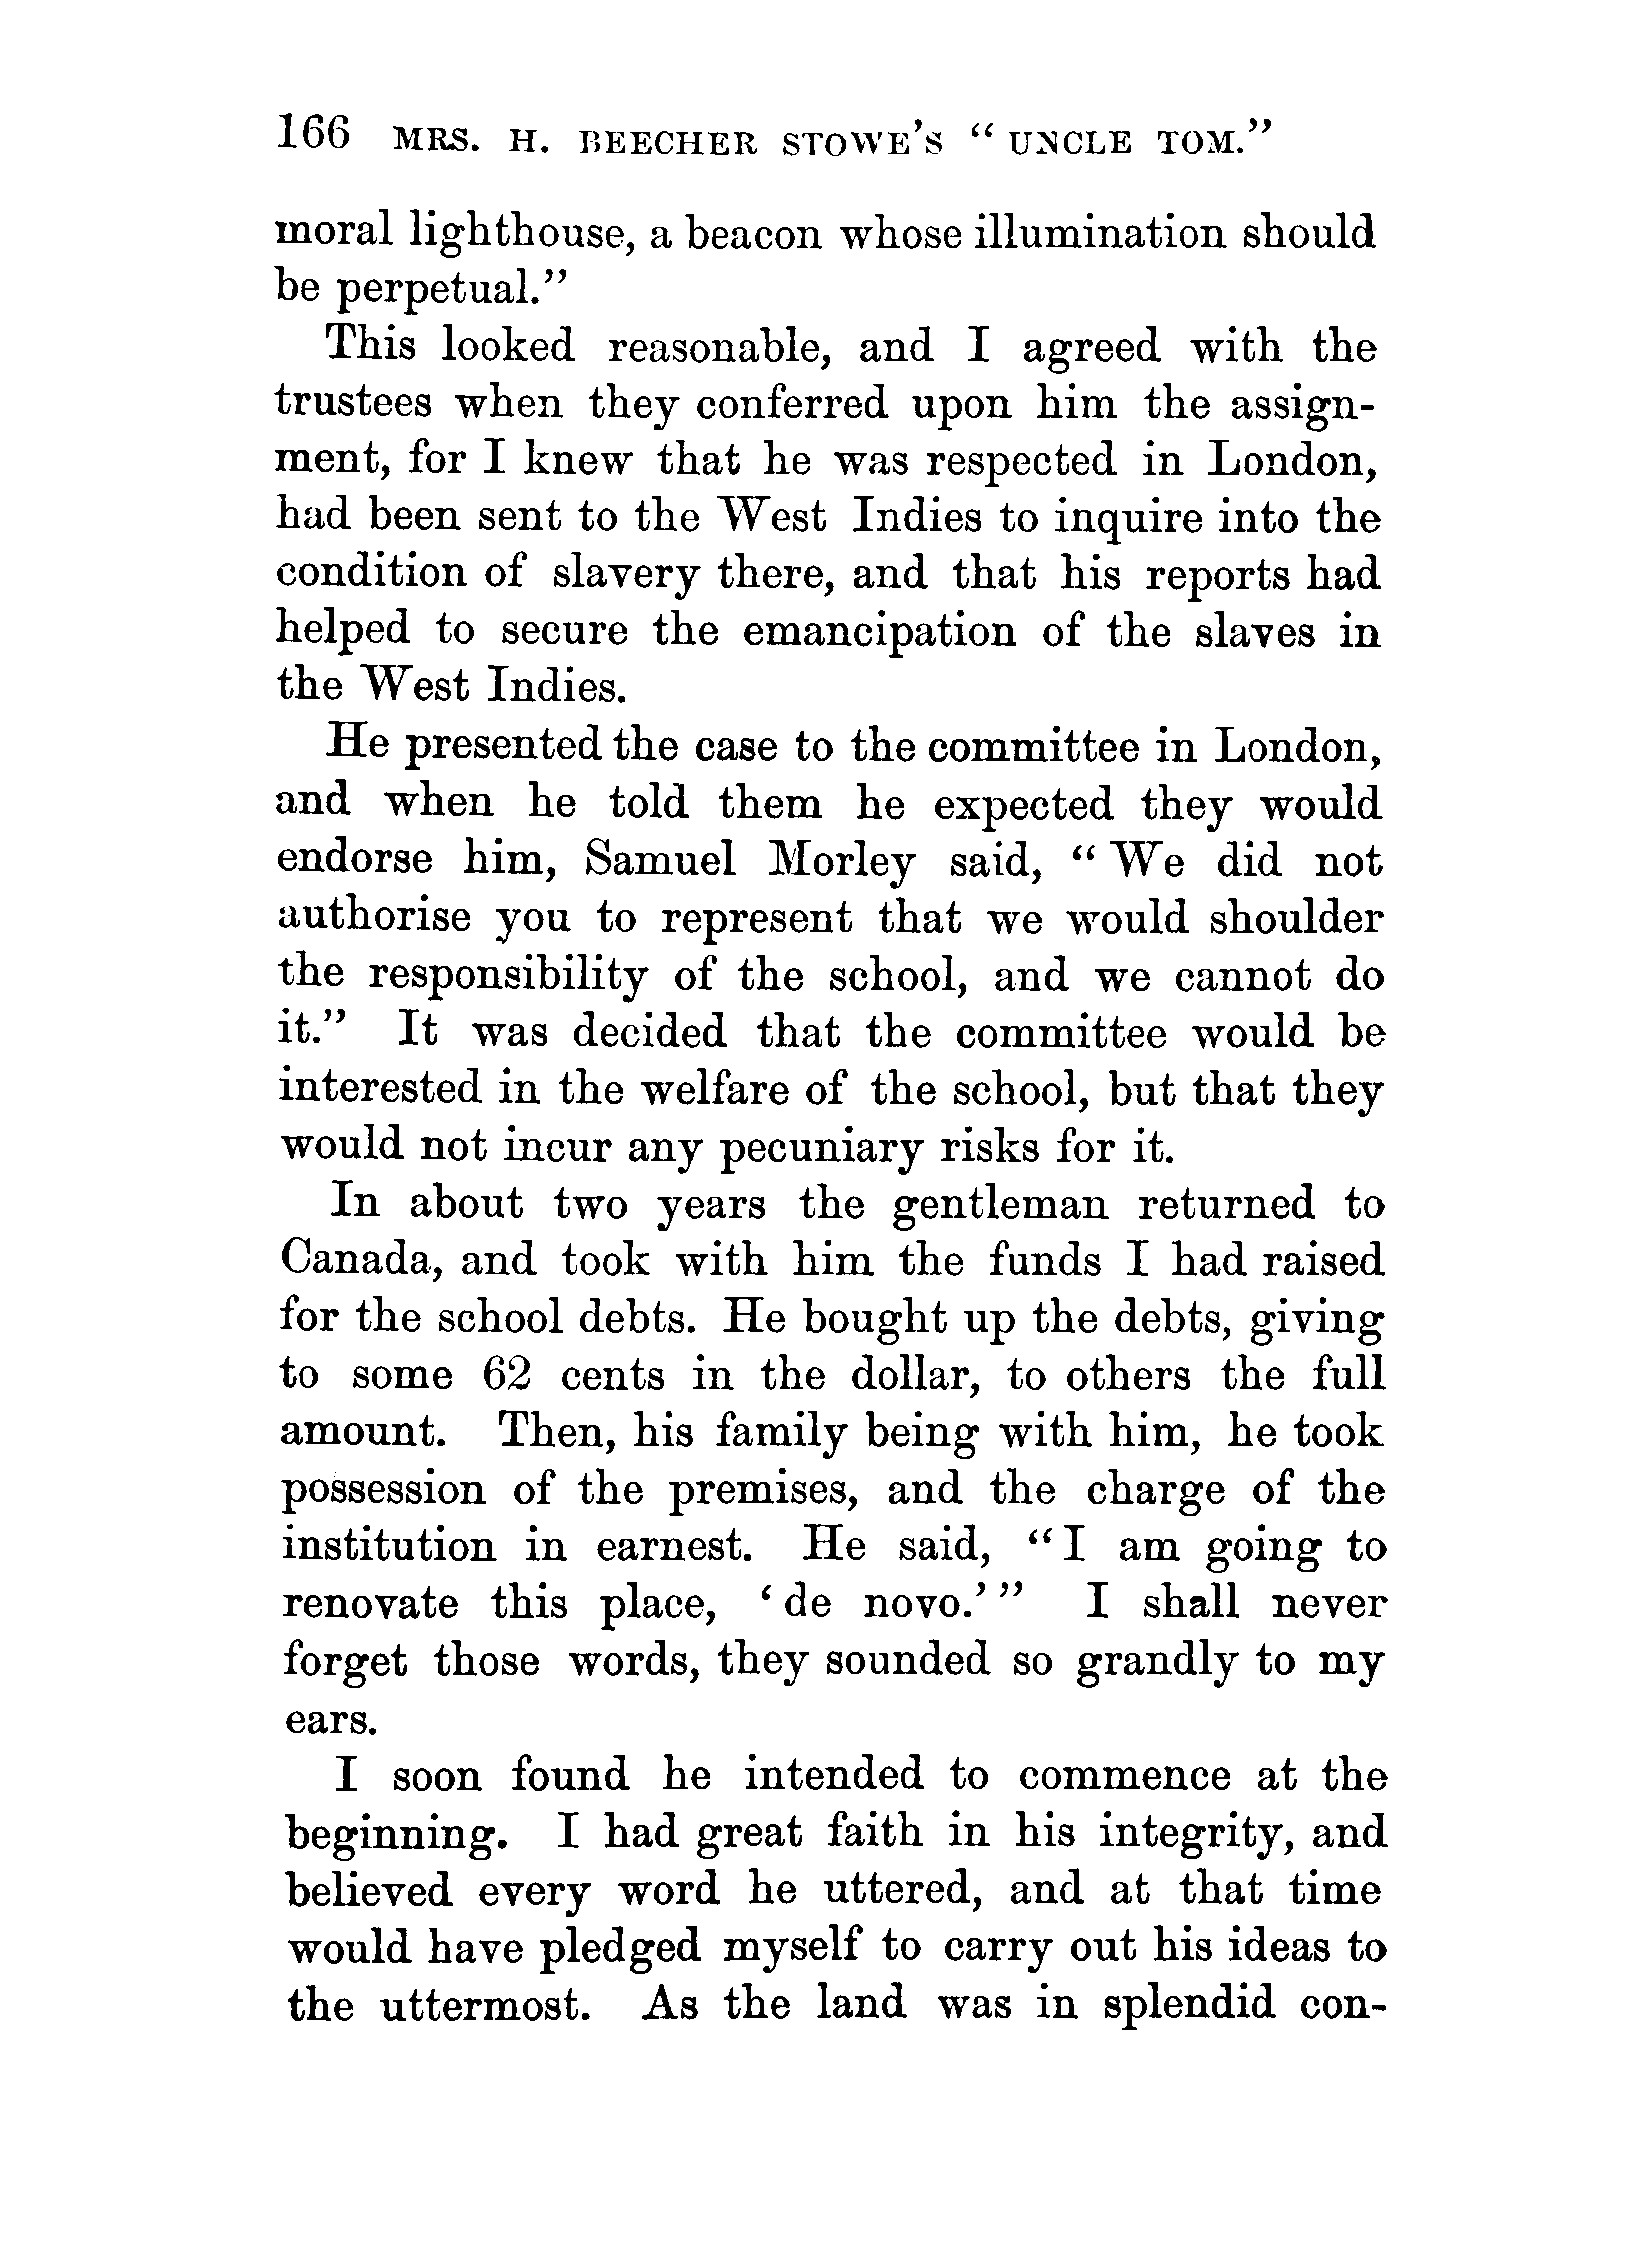 166 MRS. H. BEECHER STOWE'S “ UNCLE TOM.”
moral lighthouse, a beacon whose illumination should
be perpetual.”
This looked reasonable, and I agreed with the
trustees when they conferred upon him the assign-
ment, for I knew that he was respected in London,
had been sent to the West Indies to inquire into the
condition of slavery there, and that his reports had
helped to secure the emancipation of the slaves in
the West Indies.
He presented the case to the committee in London,
and when he told them he expected they would
endorse him, Samuel Morley said, “ We did not
authorise you to represent that we would shoulder
the responsibility of the school, and we cannot do
it.” It was decided that the committee would be
interested in the welfare of the school, but that they
would not incur any pecuniary risks for it.
In about two years the gentleman returned to
Canada, and took with him the funds I had raised
for the school debts. He bought up the debts, giving
to some 62 cents in the dollar, to others the full
amount. Then, his family being with him, he took
possession of the premises, and the charge of the
institution in earnest. He said, “ I am going to
renovate this place, ‘ de novo.’ ” I shall never
forget those words, they sounded so grandly to my
ears.
I soon found he intended to commence at the
beginning. I had great faith in his integrity, and
believed every word he uttered, and at that time
would have pledged myself to carry out his ideas to
the uttermost. As the land was in splendid con-